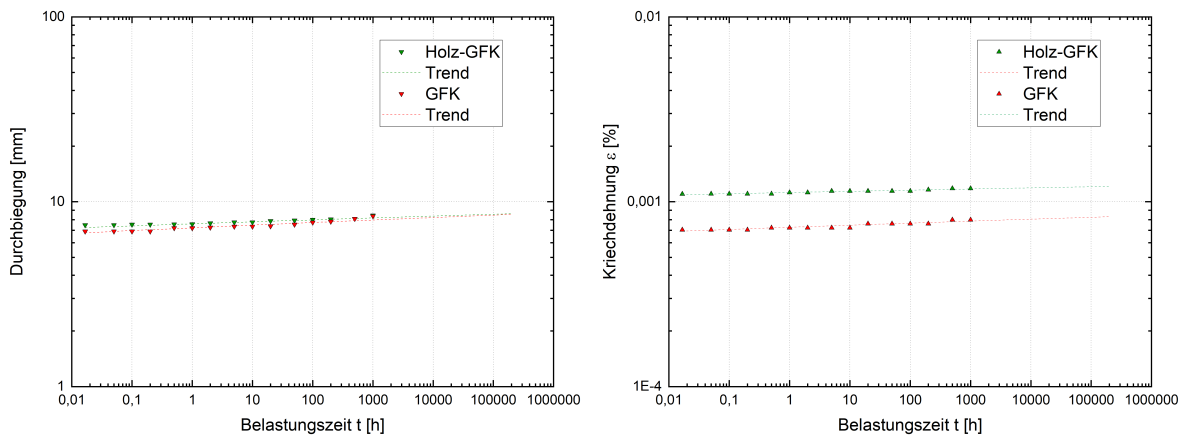 100
10
1
Durchbiegung [mm]
Holz-GFK
Trend
GFK
Trend
0,01 0,1 1 10 100 1000 10000 1000000
Belastungszeit t [h]
0,01
0,001
1E-4
Kriechdehnung ε [%]
Holz-GFK
Trend
GFK
Trend
0,01 0,1 1 10 100 1000 10000 1000000
Belastungszeit t [h]